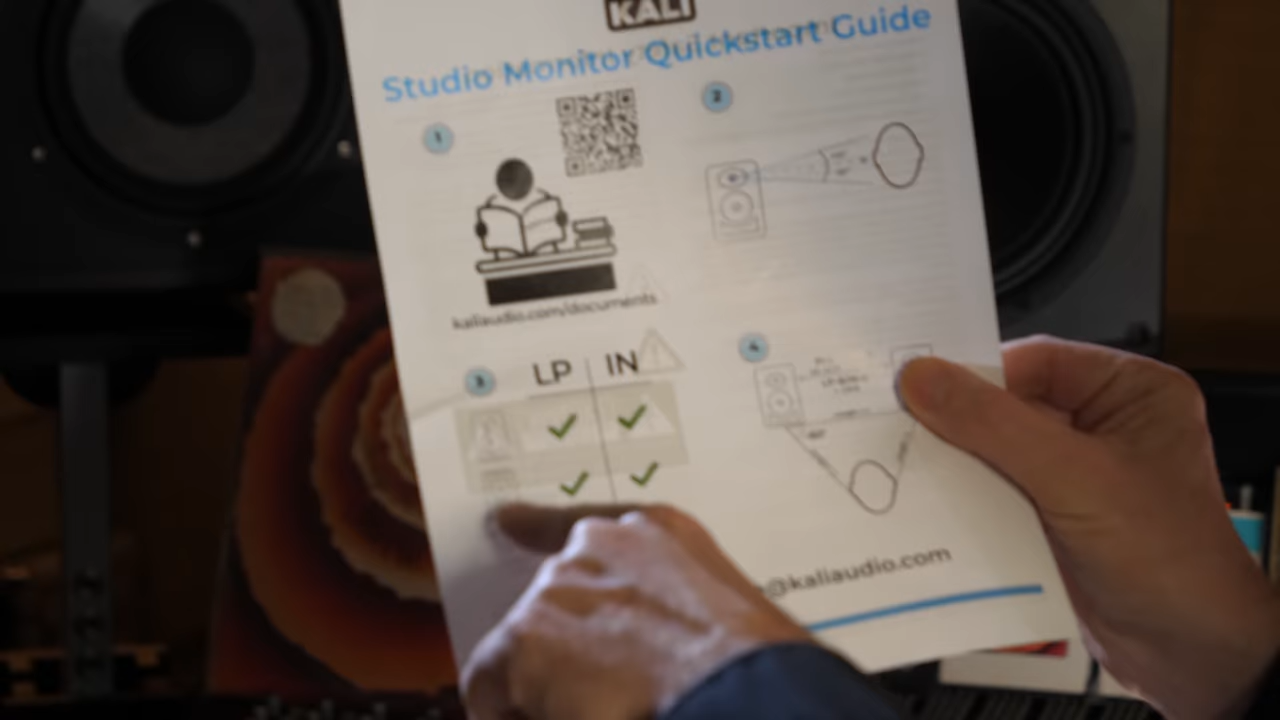 KALI
Studio Monitor Quickstart Guide
1
2
kaliaudio.com/documents
3
LP IN
4
@kaliaudio.com